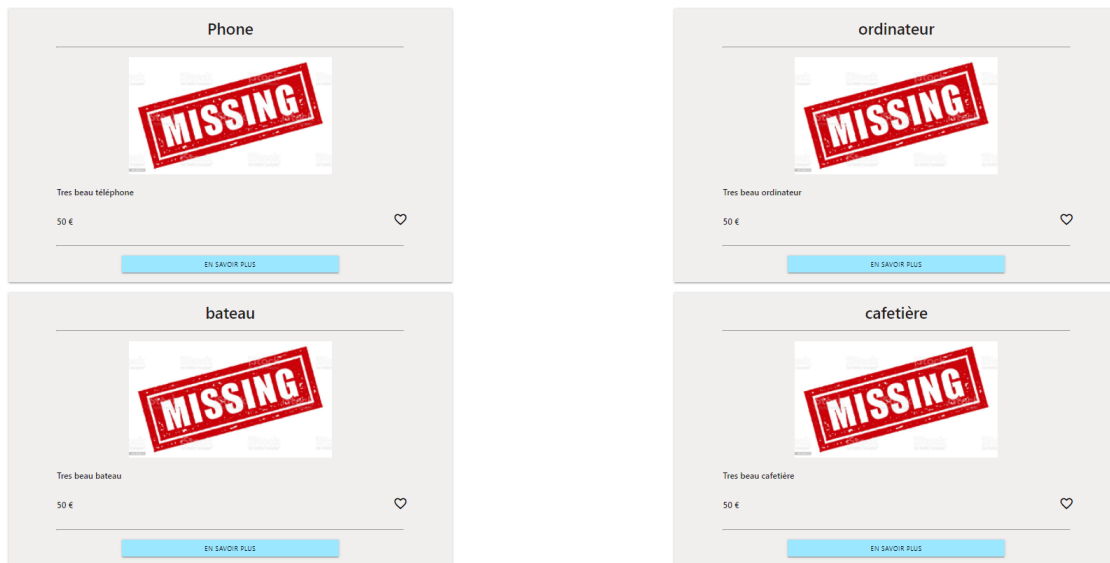 Phone
MISSING
Tres beau téléphone
50 €
EN SAVOIR PLUS
ordinateur
MISSING
Tres beau ordinateur
50 €
EN SAVOIR PLUS
bateau
MISSING
Tres beau bateau
50 €
EN SAVOIR PLUS
cafetière
MISSING
Tres beau cafetière
50 €
EN SAVOIR PLUS